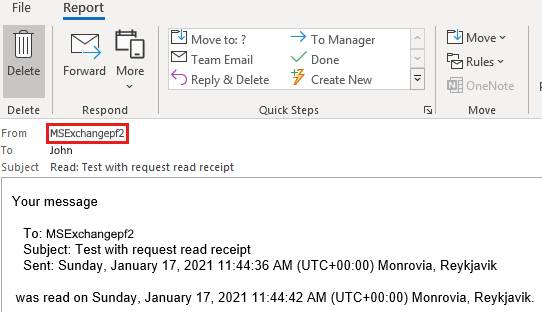 File Report
Delete
Forward
More
Move to: ?
To Manager
Team Email
Done
Reply & Delete
Create New
Move
Rules
OneNote
Delete
Respond
Quick Steps
Move
From MSExchangepf2
To John
Subject Read: Test with request read receipt
Your message
To: MSExchangepf2
Subject: Test with request read receipt
Sent: Sunday, January 17, 2021 11:44:36 AM (UTC+00:00) Monrovia, Reykjavik
was read on Sunday, January 17, 2021 11:44:42 AM (UTC+00:00) Monrovia, Reykjavik.